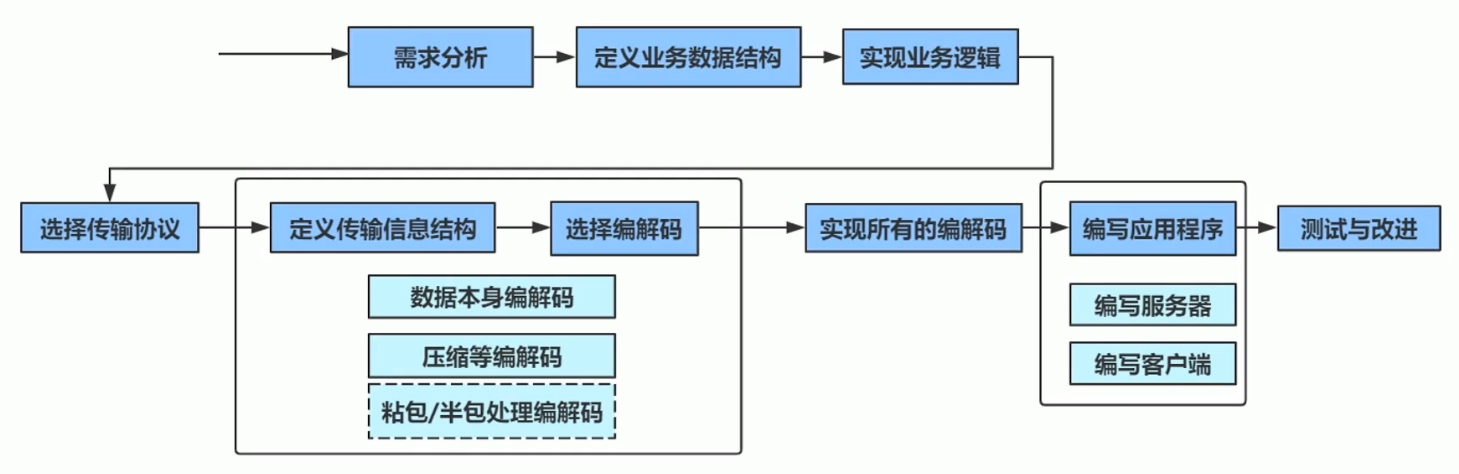 需求分析
定义业务数据结构
实现业务逻辑
选择传输协议
定义传输信息结构
选择编解码
数据本身编解码
压缩等编解码
粘包/半包处理编解码
实现所有的编解码
编写应用程序
编写服务器
编写客户端
测试与改进